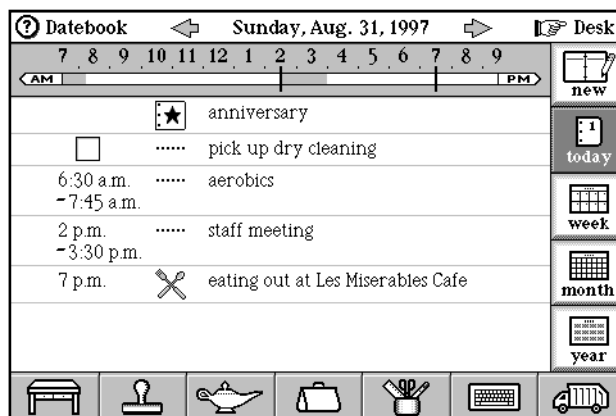 ? Datebook Sunday, Aug. 31, 1997 Desk
7 8 9 10 11 12 1 2 3 4 5 6 7 8 9
AM PM
new
anniversary
pick up dry cleaning
1
today
6:30 a.m. aerobics
-7:45 a.m.
week
2 p.m. staff meeting
-3:30 p.m.
7 p.m. eating out at Les Miserables Cafe
month
year